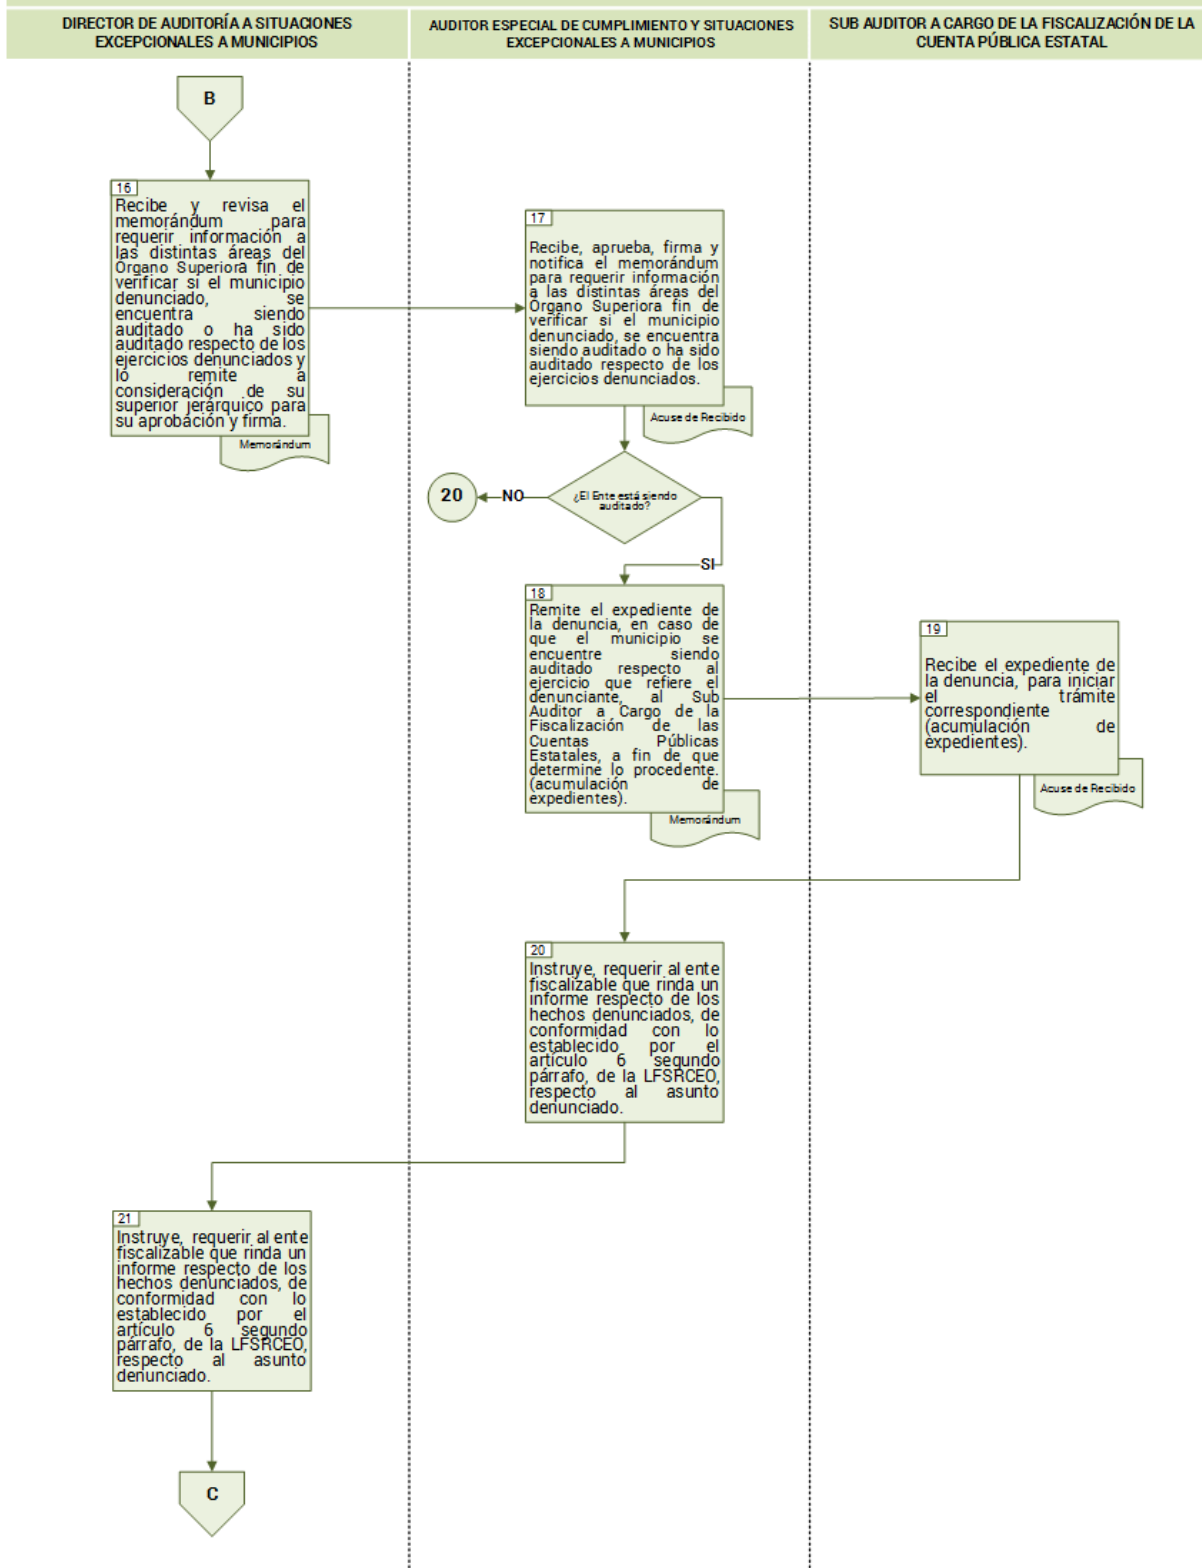 DIRECTOR DE AUDITORÍA A SITUACIONES
EXCEPCIONALES A MUNICIPIOS
AUDITOR ESPECIAL DE CUMPLIMIENTO Y SITUACIONES
EXCEPCIONALES A MUNICIPIOS
SUB AUDITOR A CARGO DE LA FISCALIZACIÓN DE LA
CUENTA PÚBLICA ESTATAL
B
16
Recibe y revisa el
memorándum para
requerir información a
las distintas áreas del
Órgano Superiora fin de
verificar si el municipio
denunciado, se
encuentra siendo
auditado o ha sido
auditado respecto de los
ejercicios denunciados y
lo remite a
consideración de su
superior jerárquico para
su aprobación y firma.
Memorándum
17
Recibe, aprueba, firma y
notifica el memorándum
para requerir información
a las distintas áreas del
Órgano Superiora fin de
verificar si el municipio
denunciado, se encuentra
siendo auditado o ha sido
auditado respecto de los
ejercicios denunciados.
Acuse de Recibido
20
NO
¿El Ente está siendo
auditado?
SI
18
Remite el expediente de
la denuncia, en caso de
que el municipio se
encuentre siendo
auditado respecto al
ejercicio que refiere el
denunciante, al Sub
Auditor a Cargo de la
Fiscalización de las
Cuentas Públicas
Estatales, a fin de que
determine lo procedente.
(acumulación de
expedientes).
Memorándum
19
Recibe el expediente de
la denuncia, para iniciar
el trámite
correspondiente
(acumulación de
expedientes).
Acuse de Recibido
20
Instruye, requerir al ente
fiscalizable que rinda un
informe respecto de los
hechos denunciados, de
conformidad con lo
establecido por el
artículo 6 segundo
párrafo, de la LFSRCEO,
respecto al asunto
denunciado.
21
Instruye, requerir al ente
fiscalizable que rinda un
informe respecto de los
hechos denunciados, de
conformidad con lo
establecido por el
artículo 6 segundo
párrafo, de la LFSRCEO,
respecto al asunto
denunciado.
C